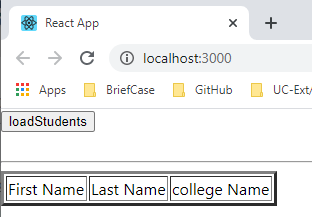 React App
localhost:3000
Apps BriefCase GitHub UC-Ext/
loadStudents
First Name Last Name college Name